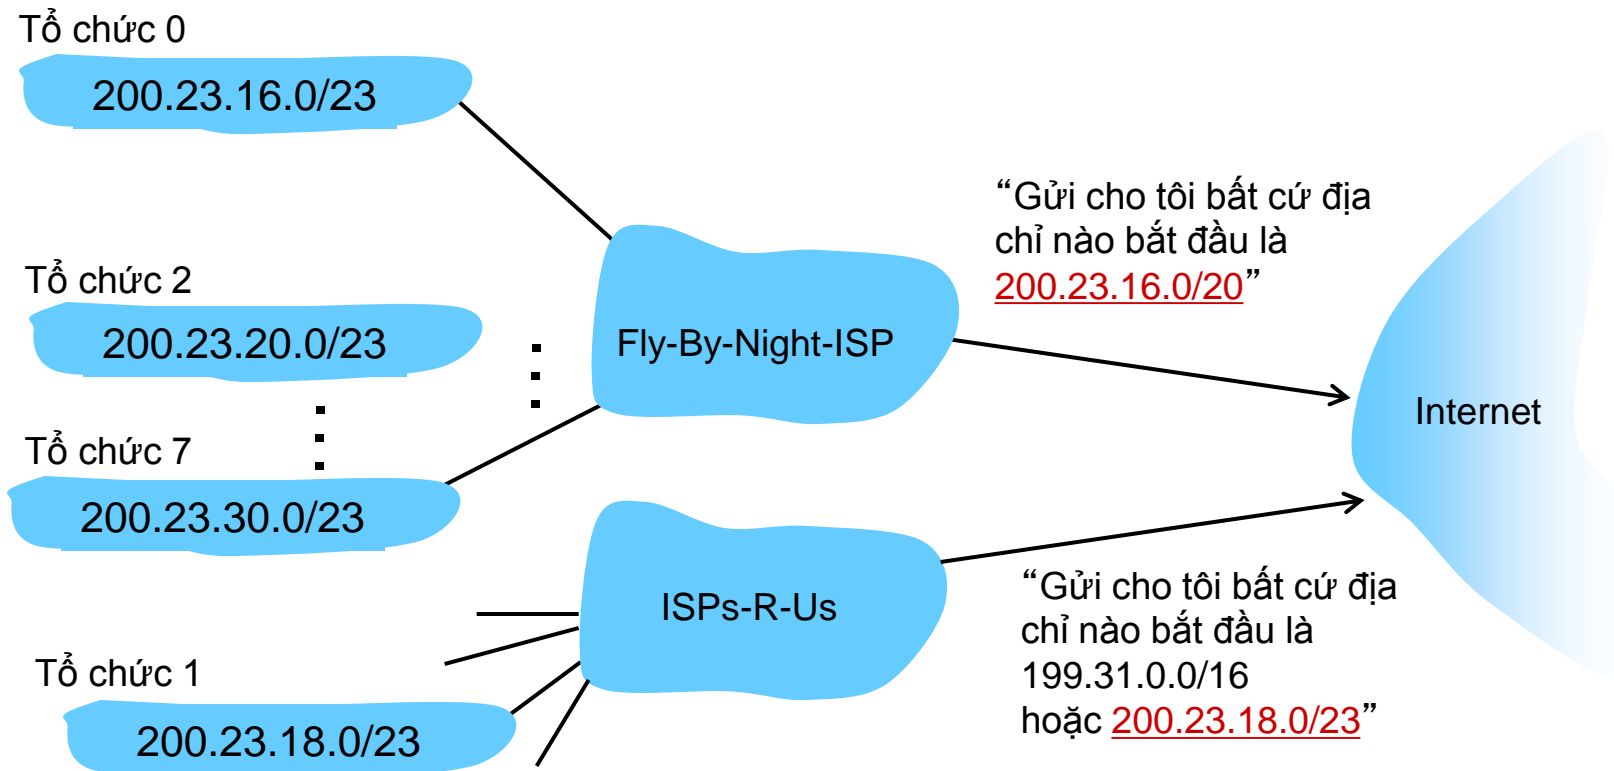 Tổ chức 0
200.23.16.0/23
Tổ chức 2
200.23.20.0/23
Tổ chức 7
200.23.30.0/23
Fly-By-Night-ISP
“Gửi cho tôi bất cứ địa
chỉ nào bắt đầu là
200.23.16.0/20”
Internet
ISPs-R-Us
Tổ chức 1
200.23.18.0/23
“Gửi cho tôi bất cứ địa
chỉ nào bắt đầu là
199.31.0.0/16
hoặc 200.23.18.0/23”